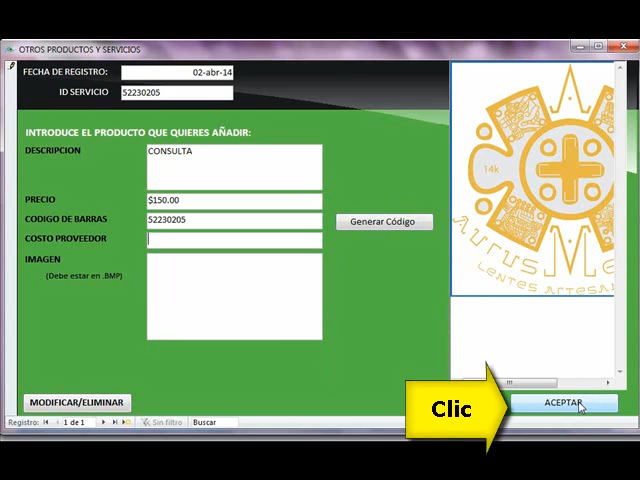 OTROS PRODUCTOS Y SERVICIOS
FECHA DE REGISTRO: 02-abr-14
ID SERVICIO 52230205
INTRODUCE EL PRODUCTO QUE QUIERES AÑADIR:
DESCRIPCION CONSULTA
PRECIO $150.00
CODIGO DE BARRAS 52230205 Generar Código
COSTO PROVEEDOR
IMAGEN
(Debe estar en .BMP)
14k
LENTES ARTESA
MODIFICAR/ELIMINAR
Clic
ACEPTAR
Registro: 1 de 1 Sin filtro Buscar